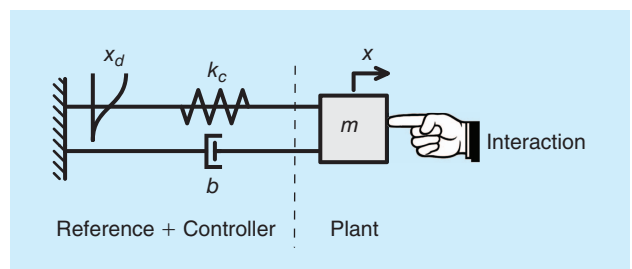 x_d
k_c
x
m
Interaction
b
Reference + Controller
Plant